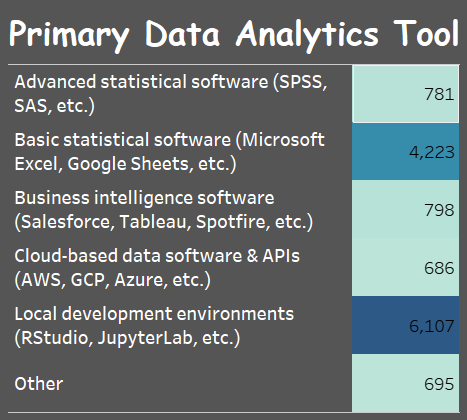 Primary Data Analytics Tool
Advanced statistical software (SPSS,
SAS, etc.)
781
Basic statistical software (Microsoft
Excel, Google Sheets, etc.)
4,223
Business intelligence software
(Salesforce, Tableau, Spotfire, etc.)
798
Cloud-based data software & APIs
(AWS, GCP, Azure, etc.)
686
Local development environments
(RStudio, JupyterLab, etc.)
6,107
Other
695